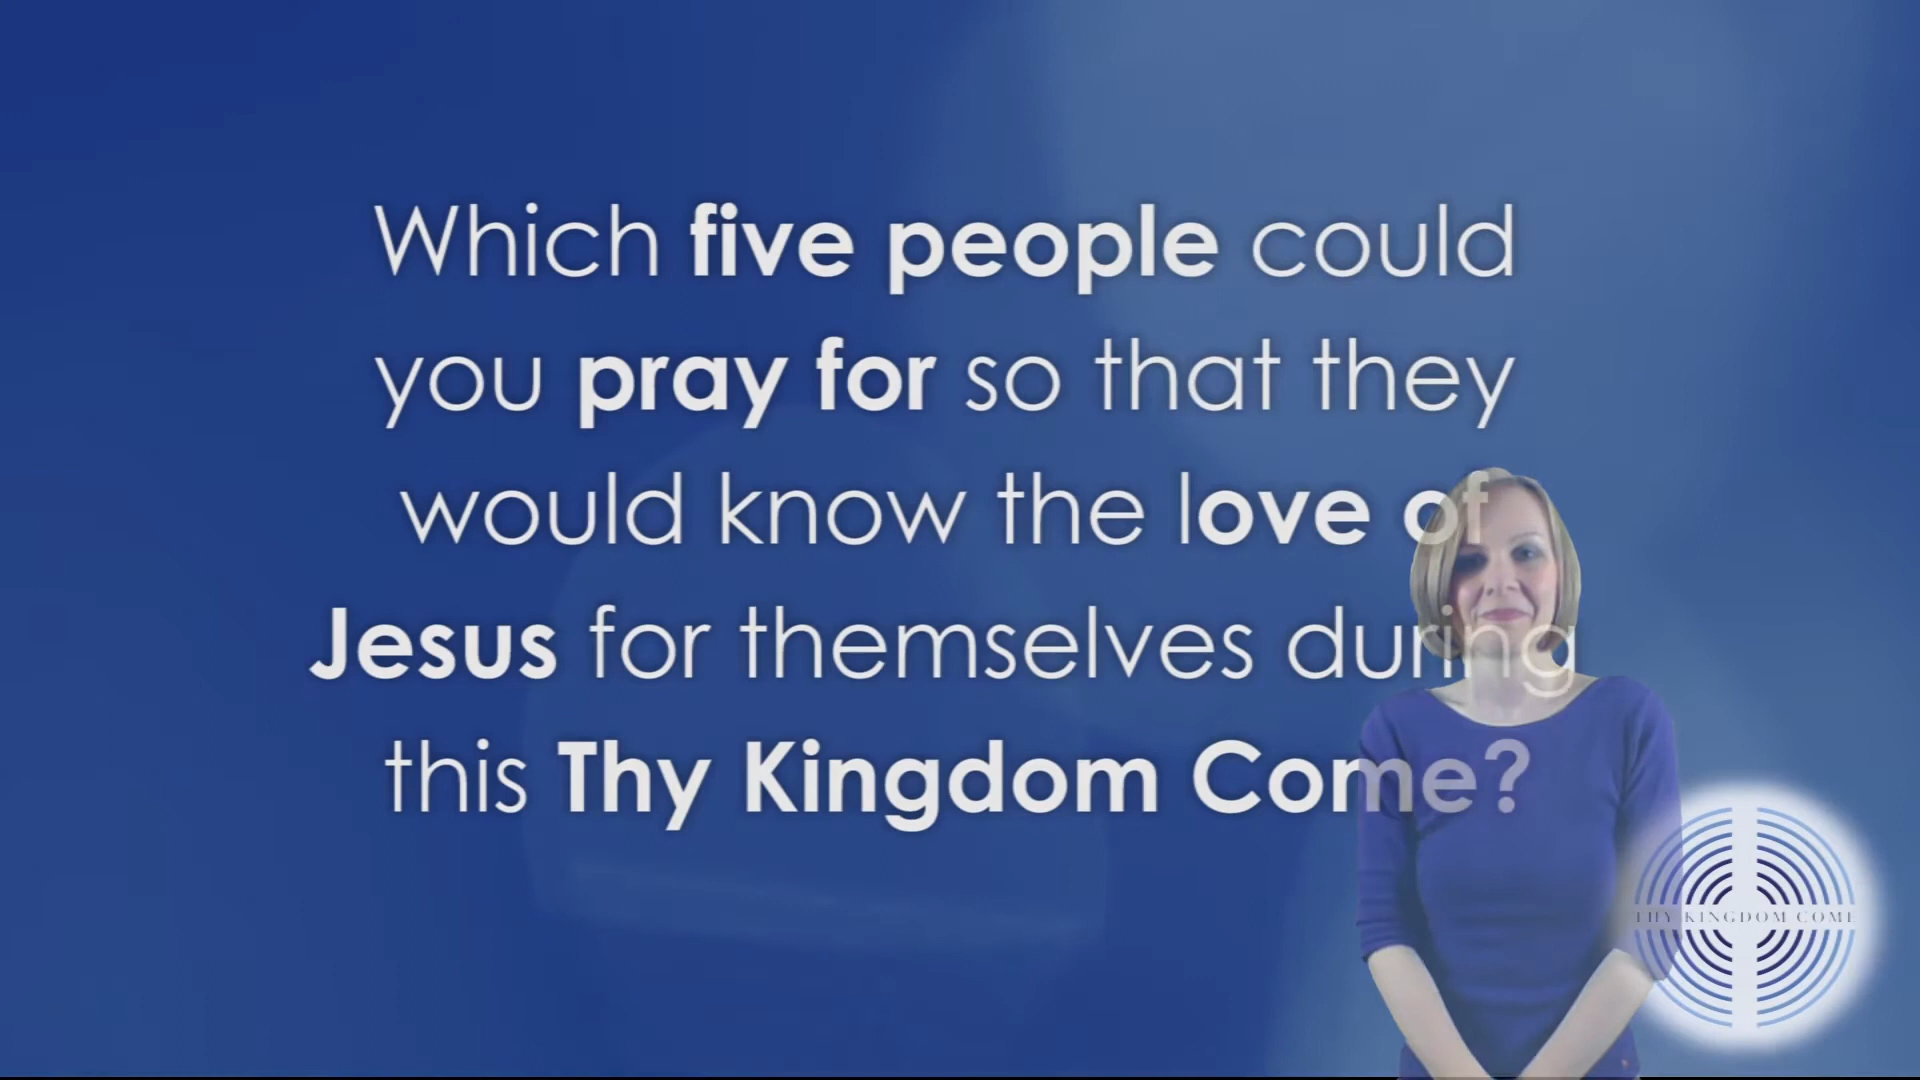 Which five people could
you pray for so that they
would know the love of
Jesus for themselves during
this Thy Kingdom Come?
THY KINGDOM COME